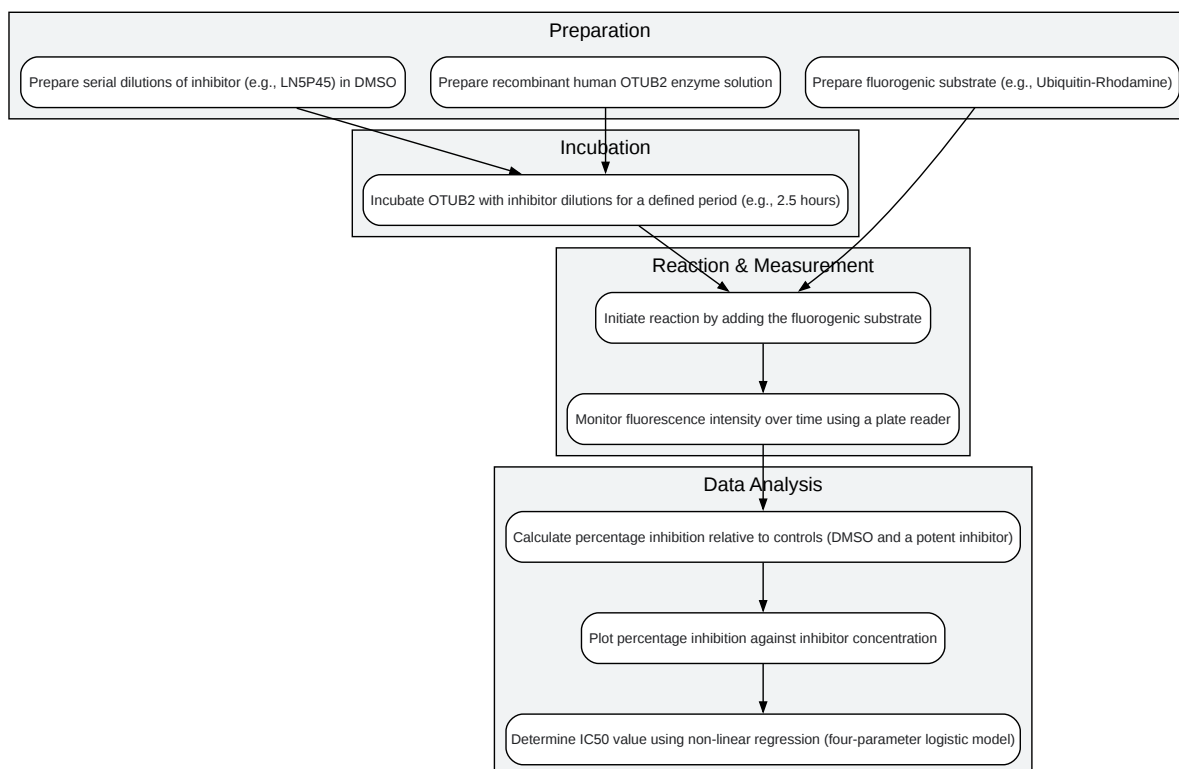 Preparation
Prepare serial dilutions of inhibitor (e.g., LN5P45) in DMSO
Prepare recombinant human OTUB2 enzyme solution
Prepare fluorogenic substrate (e.g., Ubiquitin-Rhodamine)
Incubation
Incubate OTUB2 with inhibitor dilutions for a defined period (e.g., 2.5 hours)
Reaction & Measurement
Initiate reaction by adding the fluorogenic substrate
Monitor fluorescence intensity over time using a plate reader
Data Analysis
Calculate percentage inhibition relative to controls (DMSO and a potent inhibitor)
Plot percentage inhibition against inhibitor concentration
Determine IC50 value using non-linear regression (four-parameter logistic model)